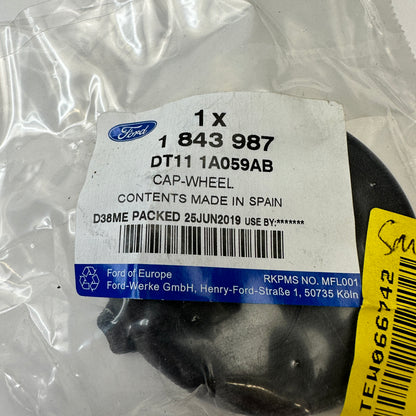 1 x
Ford
1 843 987
DT11 1A059AB
CAP-WHEEL
CONTENTS MADE IN SPAIN
D38ME PACKED 25JUN2019 USE BY:*******
Ford of Europe
RKPMS NO. MFL001
Ford-Werke GmbH, Henry-Ford-Straße 1, 50735 Köln
TEW066742